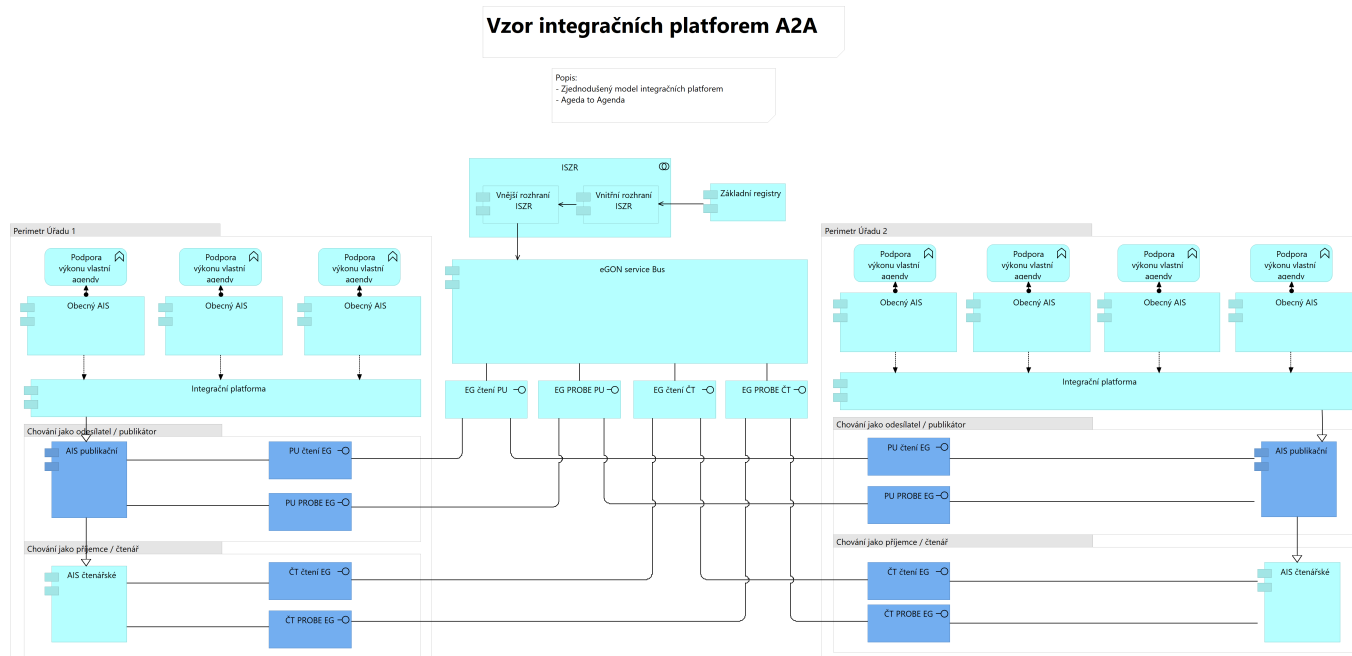 Vzor integračních platforem A2A
Popis:
- Zjednodušený model integračních platforem
- Ageda to Agenda
ISZR
Vnější rozhraní
ISZR
Vnitřní rozhraní
ISZR
Základní registry
eGON service Bus
EG čtení PU
EG PROBE PU
EG čtení ČT
EG PROBE ČT
Perimetr Úřadu 1
Podpora
výkonu vlastní
agendy
Podpora
výkonu vlastní
agendy
Podpora
výkonu vlastní
agendy
Obecný AIS
Obecný AIS
Obecný AIS
Integrační platforma
Chování jako odesílatel / publikátor
AIS publikační
PU čtení EG
PU PROBE EG
Chování jako příjemce / čtenář
AIS čtenářské
ČT čtení EG
ČT PROBE EG
Perimetr Úřadu 2
Podpora
výkonu vlastní
agendy
Podpora
výkonu vlastní
agendy
Podpora
výkonu vlastní
agendy
Podpora
výkonu vlastní
agendy
Obecný AIS
Obecný AIS
Obecný AIS
Obecný AIS
Integrační platforma
Chování jako odesílatel / publikátor
PU čtení EG
AIS publikační
PU PROBE EG
Chování jako příjemce / čtenář
ČT čtení EG
AIS čtenářské
ČT PROBE EG